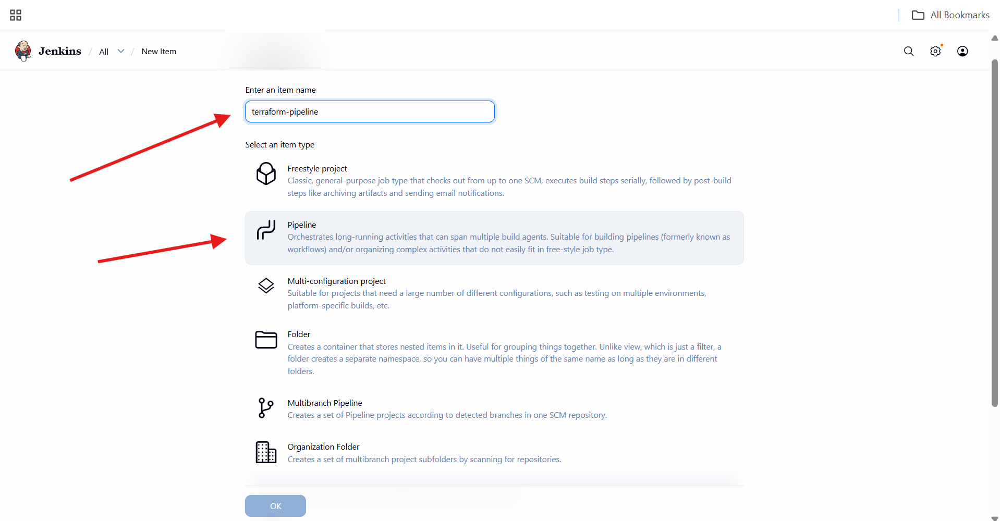 All Bookmarks
Jenkins / All / New Item
Enter an item name
terraform-pipeline
Select an item type
Freestyle project
Classic, general-purpose job type that checks out from up to one SCM, executes build steps serially, followed by post-build
steps like archiving artifacts and sending email notifications.
Pipeline
Orchestrates long-running activities that can span multiple build agents. Suitable for building pipelines (formerly known as
workflows) and/or organizing complex activities that do not easily fit in free-style job type.
Multi-configuration project
Suitable for projects that need a large number of different configurations, such as testing on multiple environments,
platform-specific builds, etc.
Folder
Creates a container that stores nested items in it. Useful for grouping things together. Unlike view, which is just a filter, a
folder creates a separate namespace, so you can have multiple things of the same name as long as they are in different
folders.
Multibranch Pipeline
Creates a set of Pipeline projects according to detected branches in one SCM repository.
Organization Folder
Creates a set of multibranch project subfolders by scanning for repositories.
OK